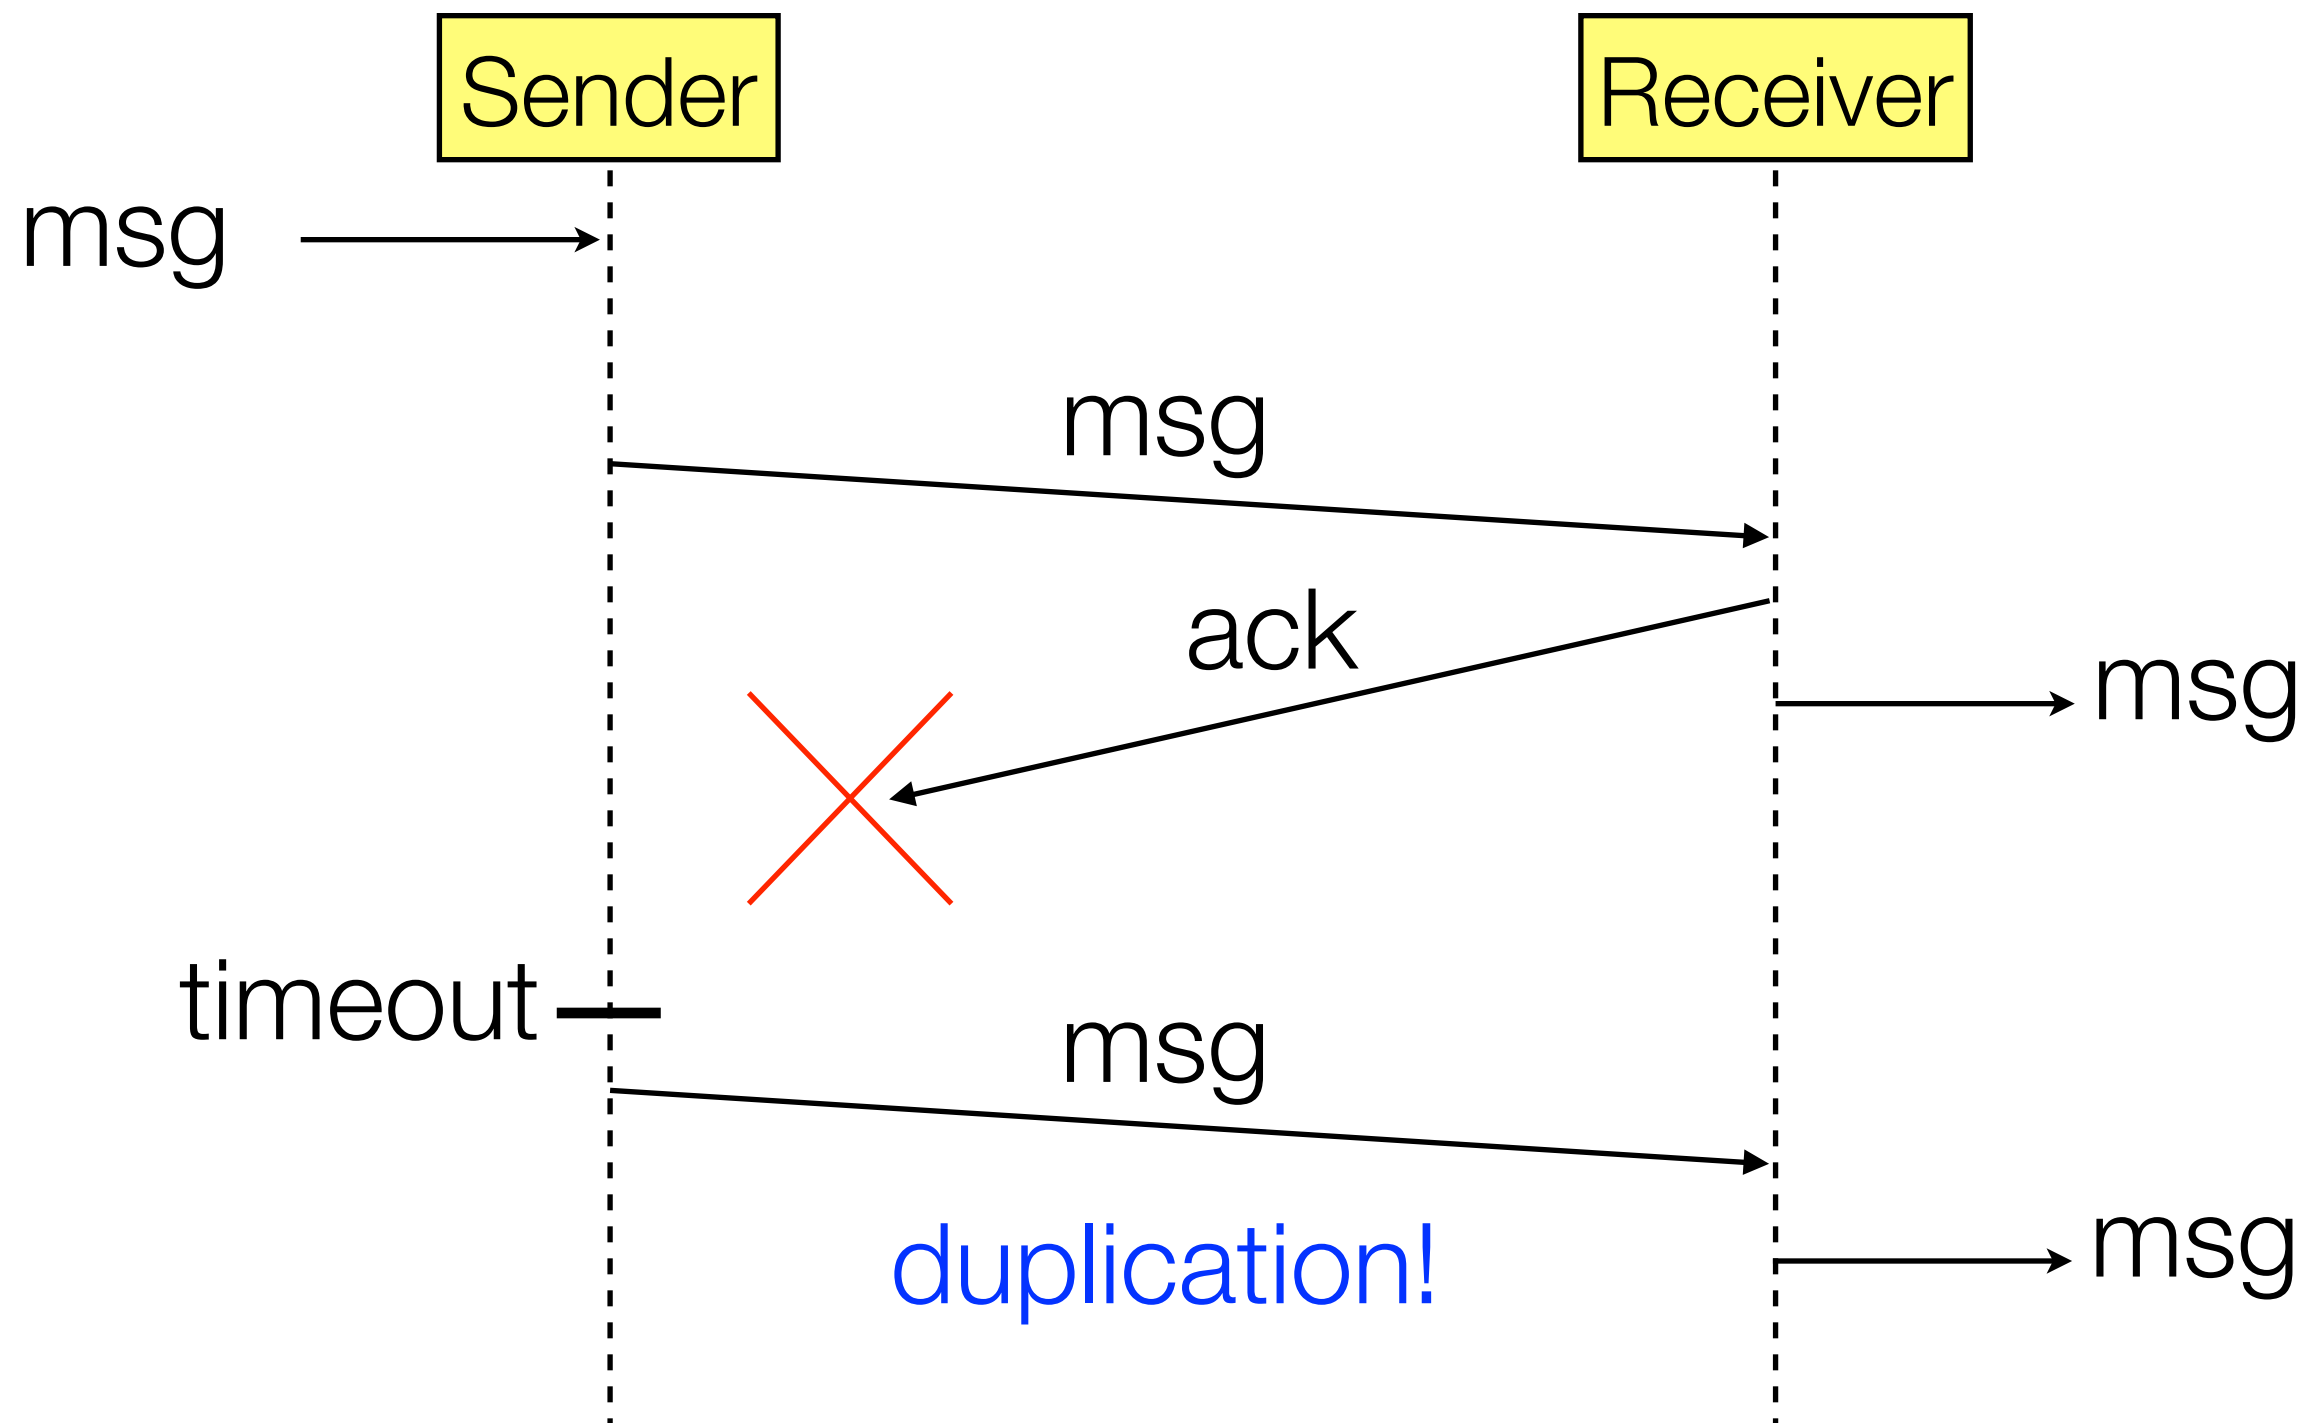 Sender
Receiver
msg
msg
ack
msg
timeout
msg
duplication!
msg